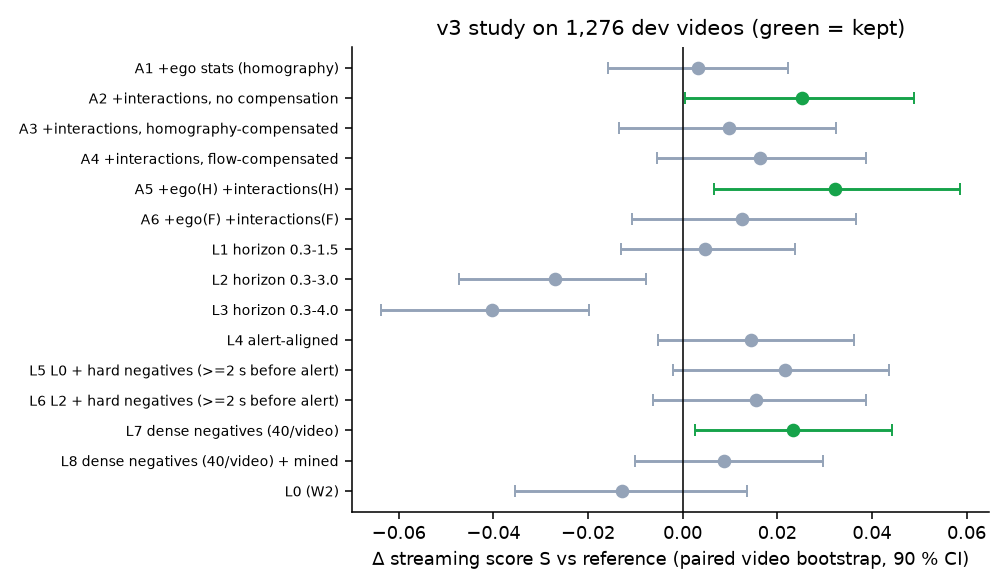 v3 study on 1,276 dev videos (green = kept)
A1 +ego stats (homography)
A2 +interactions, no compensation
A3 +interactions, homography-compensated
A4 +interactions, flow-compensated
A5 +ego(H) +interactions(H)
A6 +ego(F) +interactions(F)
L1 horizon 0.3-1.5
L2 horizon 0.3-3.0
L3 horizon 0.3-4.0
L4 alert-aligned
L5 L0 + hard negatives (>=2 s before alert)
L6 L2 + hard negatives (>=2 s before alert)
L7 dense negatives (40/video)
L8 dense negatives (40/video) + mined
L0 (W2)
−0.06 −0.04 −0.02 0.00 0.02 0.04 0.06
Δ streaming score S vs reference (paired video bootstrap, 90 % CI)